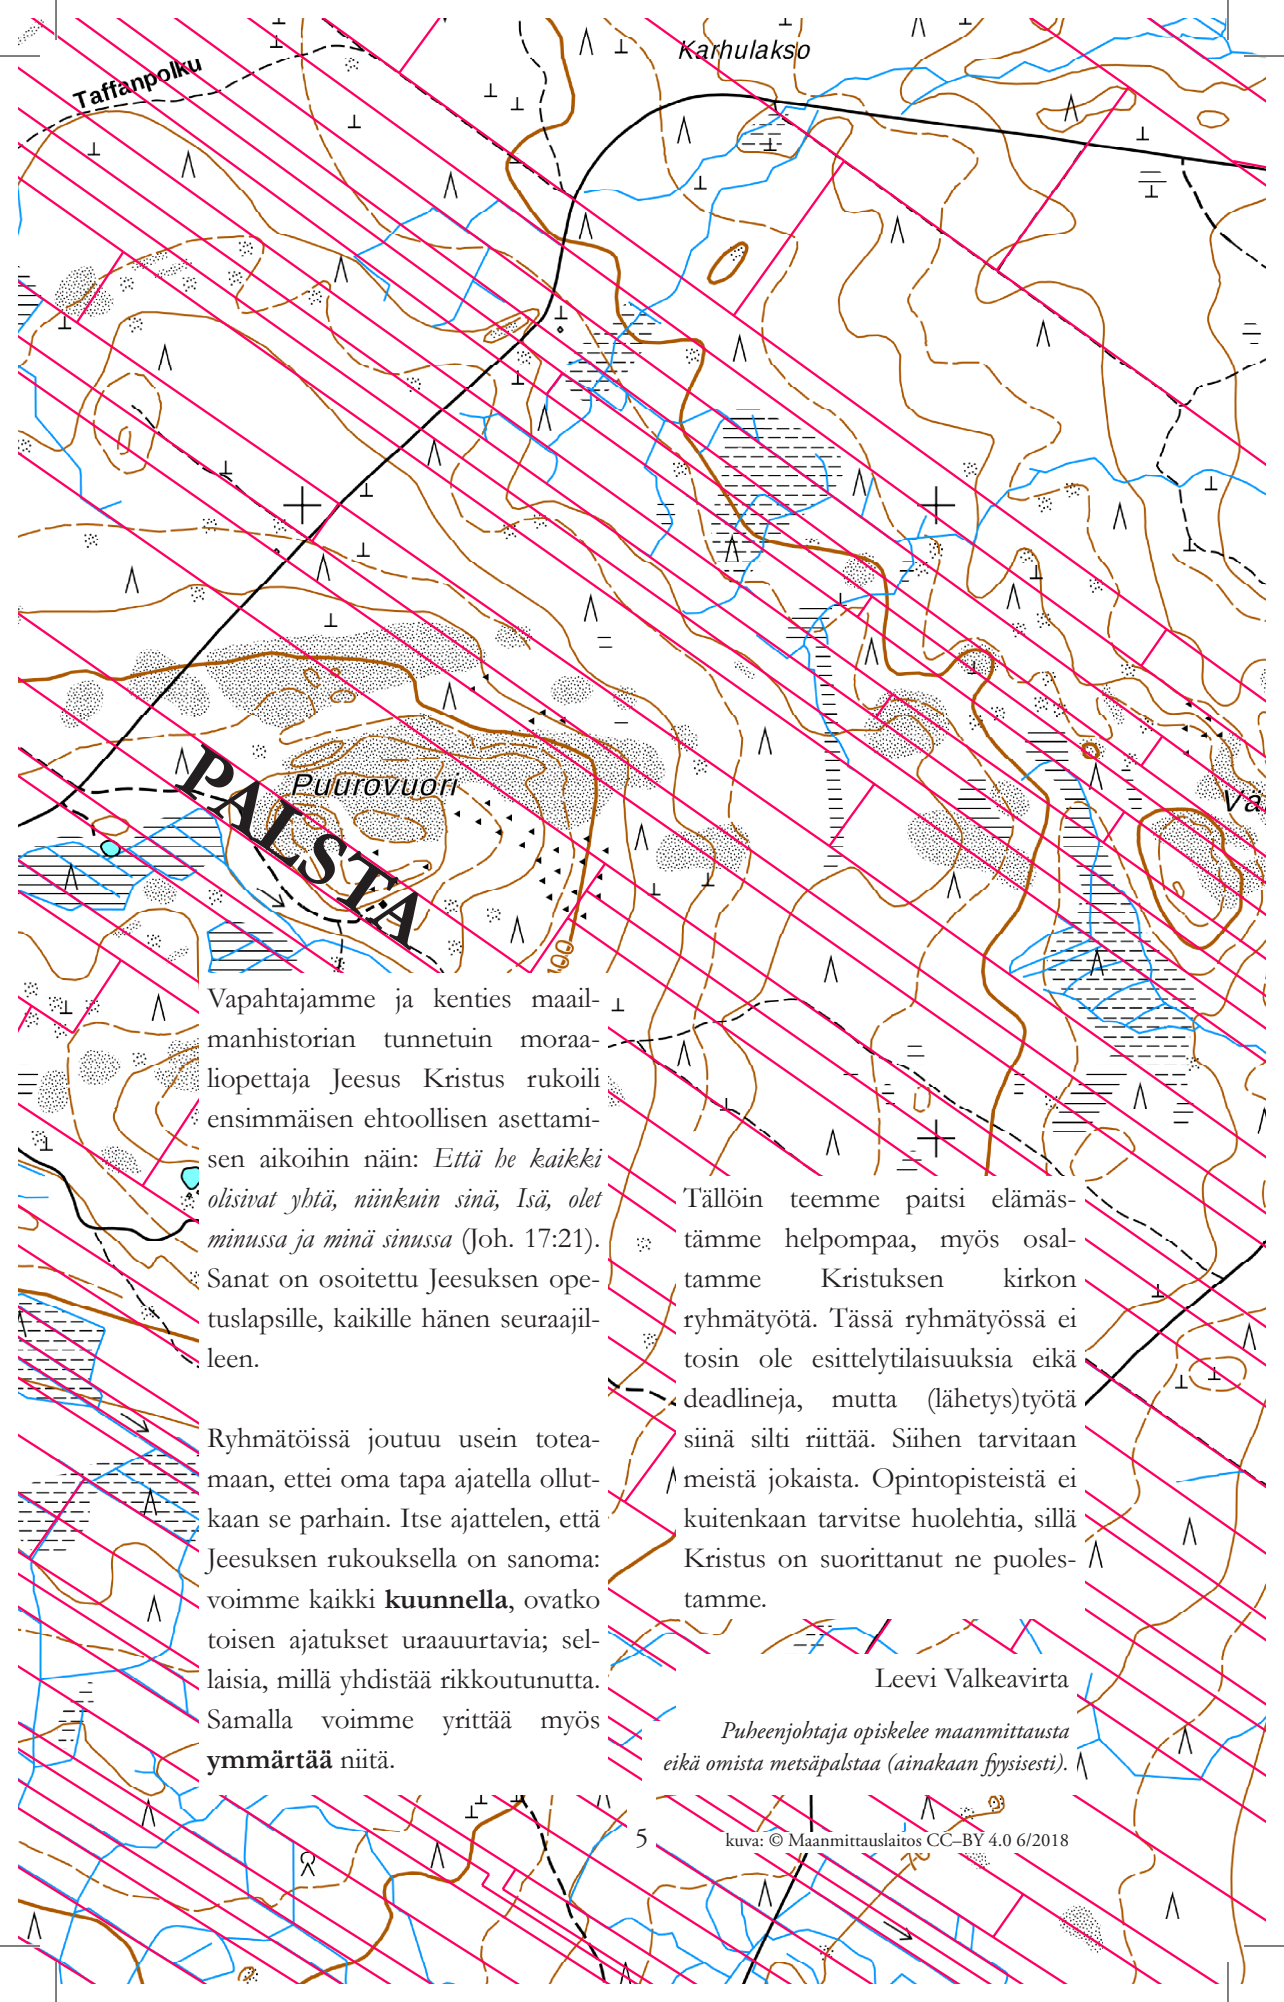 Karhulakso
Taffanpolku
Puurovuori
Vä
PALSTA
100
Vapahtajamme ja kenties maail-
manhistorian tunnetuin moraa-
liopettaja Jeesus Kristus rukoili
ensimmäisen ehtoollisen asettami-
sen aikoihin näin: Että he kaikki
olisivat yhtä, niinkuin sinä, Isä, olet
minussa ja minä sinussa (Joh. 17:21).
Sanat on osoitettu Jeesuksen ope-
tuslapsille, kaikille hänen seuraajil-
leen.
Ryhmätöissä joutuu usein totea-
maan, ettei oma tapa ajatella ollut-
kaan se parhain. Itse ajattelen, että
Jeesuksen rukouksella on sanoma:
voimme kaikki kuunnella, ovatko
toisen ajatukset uraauurtavia; sel-
laisia, millä yhdistää rikkoutunutta.
Samalla voimme yrittää myös
ymmärtää niitä.
Tällöin teemme paitsi elämäs-
tämme helpompaa, myös osal-
tamme Kristuksen kirkon
ryhmätyötä. Tässä ryhmätyössä ei
tosin ole esittelytilaisuuksia eikä
deadlineja, mutta (lähetys)työtä
siinä silti riittää. Siihen tarvitaan
meistä jokaista. Opintopisteistä ei
kuitenkaan tarvitse huolehtia, sillä
Kristus on suorittanut ne puoles-
tamme.
Leevi Valkeavirta
Puheenjohtaja opiskelee maanmittausta
eikä omista metsäpalstaa (ainakaan fyysisesti).
5
kuva: © Maanmittauslaitos CC–BY 4.0 6/2018